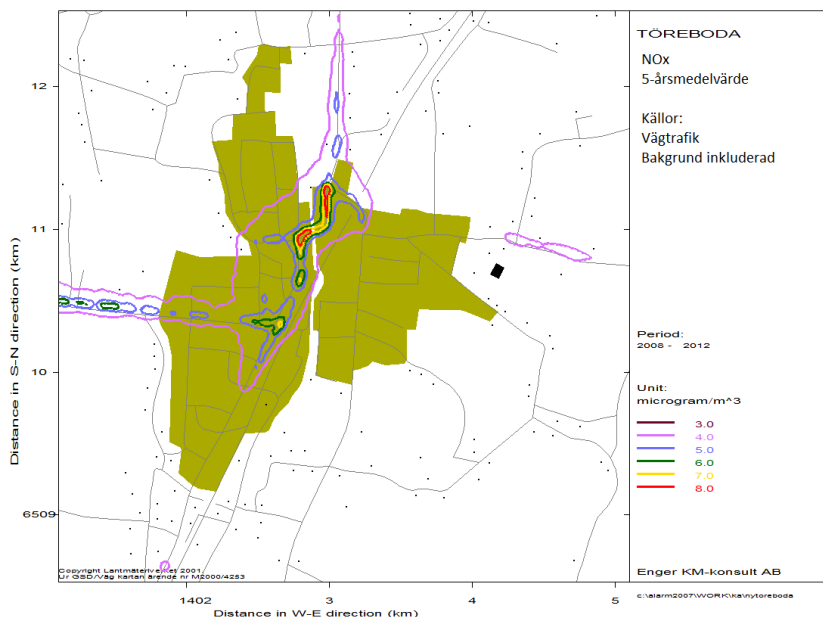 TÖREBODA
NOx
5-årsmedelvärde
Källor:
Vägtrafik
Bakgrund inkluderad
Period:
2008 - 2012
Unit:
microgram/m^3
3.0
4.0
5.0
6.0
7.0
8.0
Enger KM-konsult AB
c:\alarm2007\WORK\ka\nytoreboda
Distance in S-N direction (km)
12
11
10
6509
Copyright Lantmäteriverket 2001.
Ur GSD/Väg kartan ärende nr M2000/4253
1402
3
4
5
Distance in W-E direction (km)